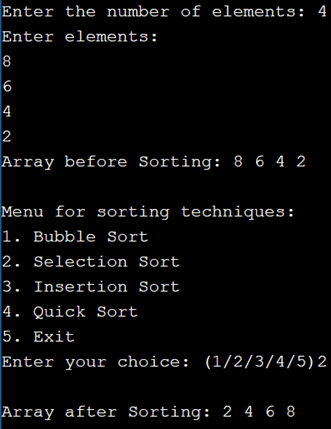 Enter the number of elements: 4
Enter elements:
8
6
4
2
Array before Sorting: 8 6 4 2
Menu for sorting techniques:
1. Bubble Sort
2. Selection Sort
3. Insertion Sort
4. Quick Sort
5. Exit
Enter your choice: (1/2/3/4/5)2
Array after Sorting: 2 4 6 8